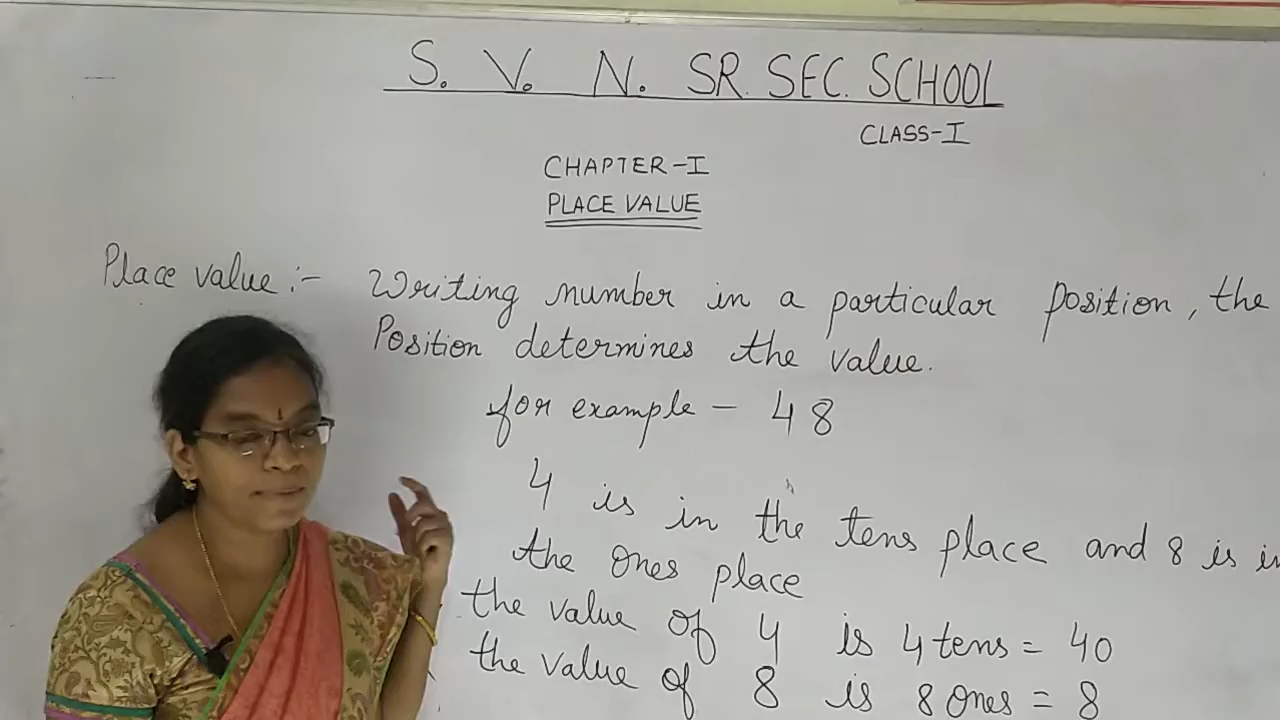 S. V. N. SR. SEC. SCHOOL
CLASS-I
CHAPTER-I
PLACE VALUE
Place value :- Writing number in a particular position, the
Position determines the value.
for example - 48
4 is in the tens place and 8 is in
the ones place
the value of 4 is 4 tens = 40
the value of 8 is 8 ones = 8